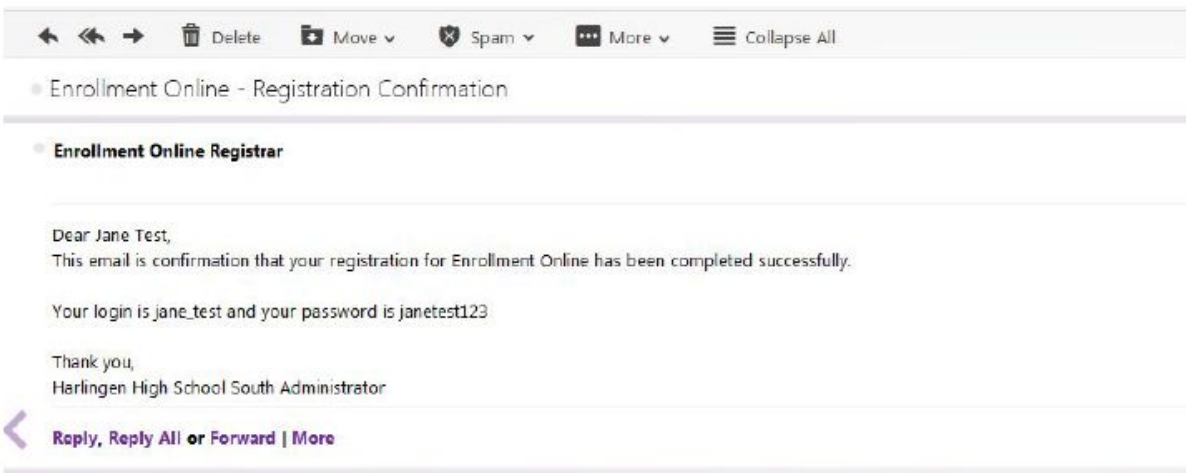 Delete Move Spam More Collapse All
Enrollment Online - Registration Confirmation
Enrollment Online Registrar
Dear Jane Test,
This email is confirmation that your registration for Enrollment Online has been completed successfully.
Your login is jane_test and your password is janetest123
Thank you,
Harlingen High School South Administrator
Reply, Reply All or Forward | More